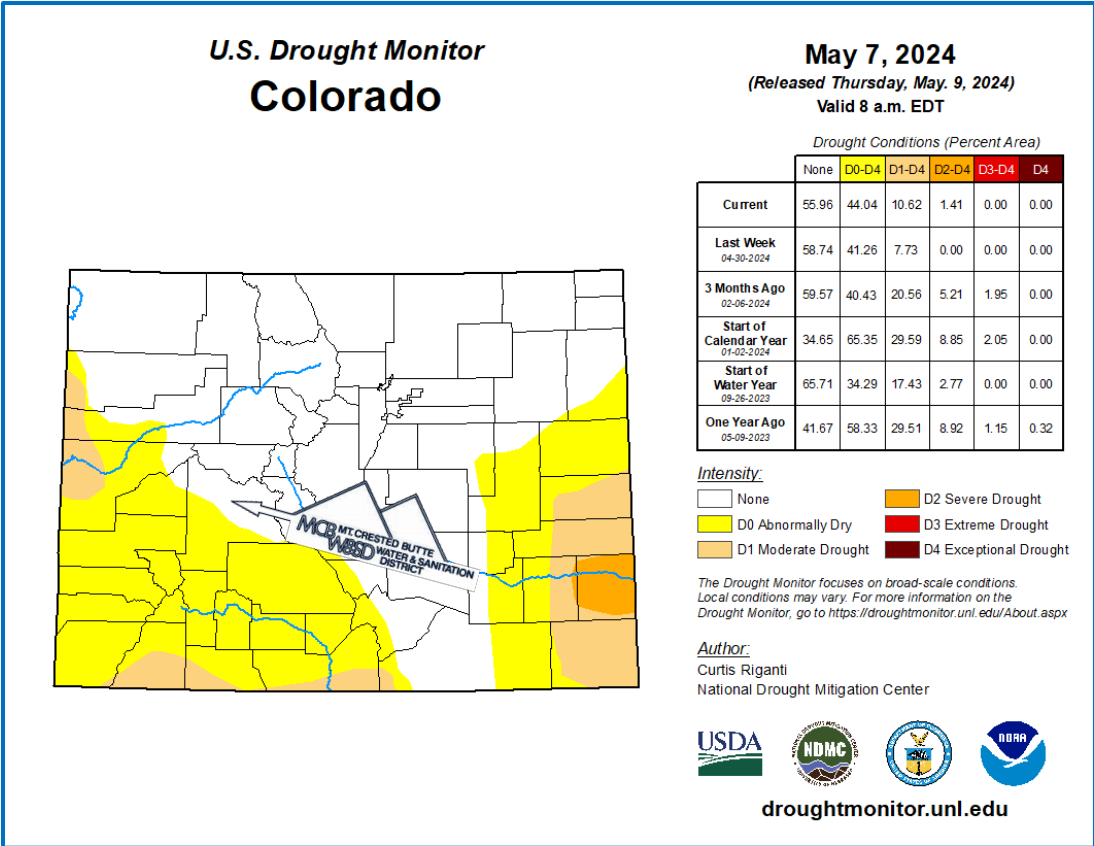 U.S. Drought Monitor
Colorado
May 7, 2024
(Released Thursday, May. 9, 2024)
Valid 8 a.m. EDT
Drought Conditions (Percent Area)
None D0-D4 D1-D4 D2-D4 D3-D4 D4
Current 55.96 44.04 10.62 1.41 0.00 0.00
Last Week
04-30-2024 58.74 41.26 7.73 0.00 0.00 0.00
3 Months Ago
02-06-2024 59.57 40.43 20.56 5.21 1.95 0.00
Start of
Calendar Year
01-02-2024 34.65 65.35 29.59 8.85 2.05 0.00
Start of
Water Year
09-26-2023 65.71 34.29 17.43 2.77 0.00 0.00
One Year Ago
05-09-2023 41.67 58.33 29.51 8.92 1.15 0.32
MCB
W&SD
MT. CRESTED BUTTE
WATER & SANITATION
DISTRICT
Intensity:
None
D0 Abnormally Dry
D1 Moderate Drought
D2 Severe Drought
D3 Extreme Drought
D4 Exceptional Drought
The Drought Monitor focuses on broad-scale conditions.
Local conditions may vary. For more information on the
Drought Monitor, go to https://droughtmonitor.unl.edu/About.aspx
Author:
Curtis Riganti
National Drought Mitigation Center
USDA
NDMC
NOAA
droughtmonitor.unl.edu